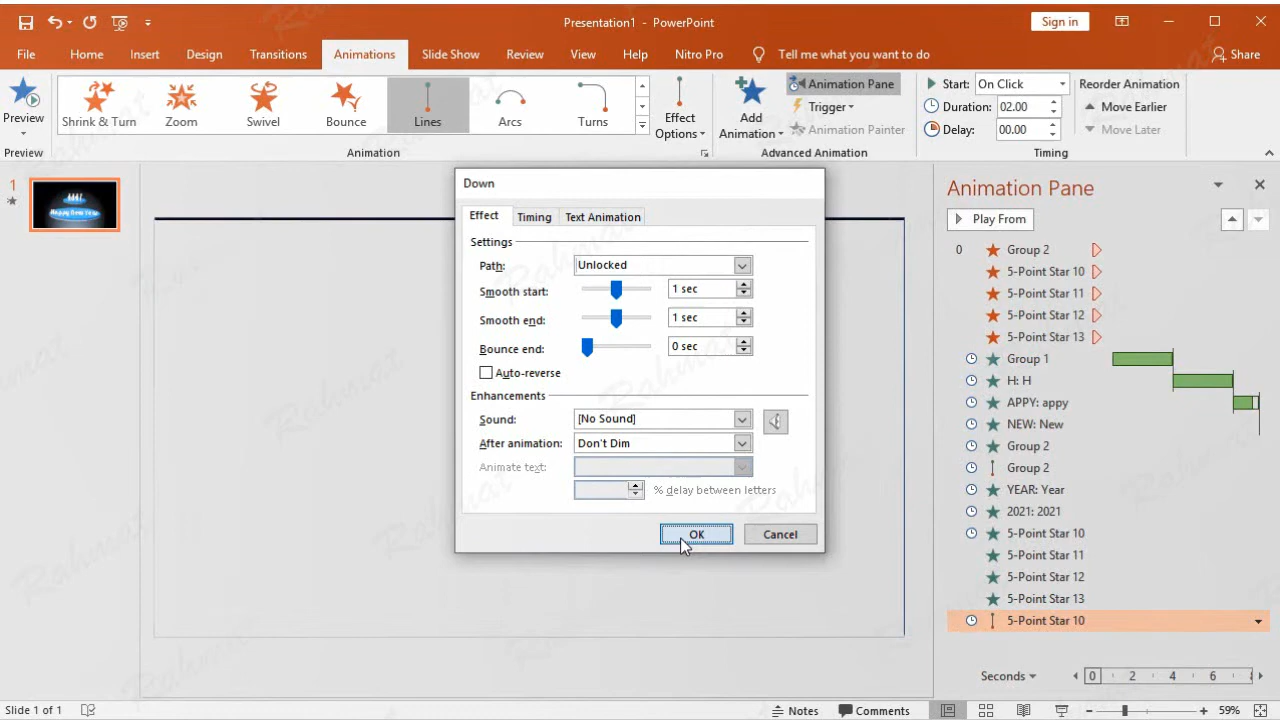 Presentation1 - PowerPoint
Sign in
File Home Insert Design Transitions Animations Slide Show Review View Help Nitro Pro Tell me what you want to do Share
Preview
Shrink & Turn Zoom Swivel Bounce Lines Arcs Turns
Effect Options
Add Animation
Animation Pane
Trigger
Animation Painter
Start: On Click
Duration: 02.00
Delay: 00.00
Reorder Animation
Move Earlier
Move Later
Preview Animation Advanced Animation Timing
1
2021
Happy New Year
Down
Effect Timing Text Animation
Settings
Path: Unlocked
Smooth start: 1 sec
Smooth end: 1 sec
Bounce end: 0 sec
Auto-reverse
Enhancements
Sound: [No Sound]
After animation: Don't Dim
Animate text:
% delay between letters
OK Cancel
Animation Pane
Play From
0 Group 2
5-Point Star 10
5-Point Star 11
5-Point Star 12
5-Point Star 13
Group 1
H: H
APPY: appy
NEW: New
Group 2
Group 2
YEAR: Year
2021: 2021
5-Point Star 10
5-Point Star 11
5-Point Star 12
5-Point Star 13
5-Point Star 10
Seconds 0 2 4 6 8
Slide 1 of 1
Notes Comments 59%
Rahmat